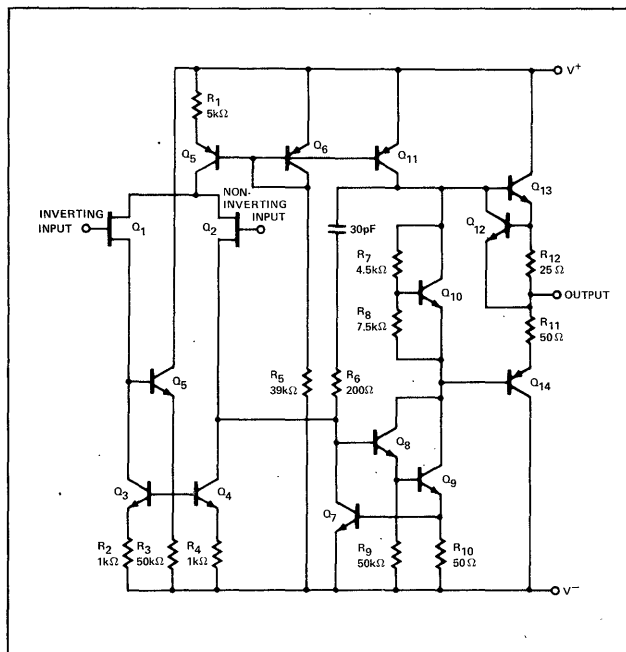 V+
R1
5kΩ
Q5
Q6
Q11
Q13
INVERTING
INPUT
Q1
NON-
INVERTING
INPUT
Q2
30pF
Q12
R7
4.5kΩ
Q10
R12
25 Ω
OUTPUT
R8
7.5kΩ
R11
50Ω
Q5
R5
39kΩ
R6
200Ω
Q14
Q8
Q3
Q4
Q9
Q7
R2
1kΩ
R3
50kΩ
R4
1kΩ
R9
50kΩ
R10
50Ω
V−